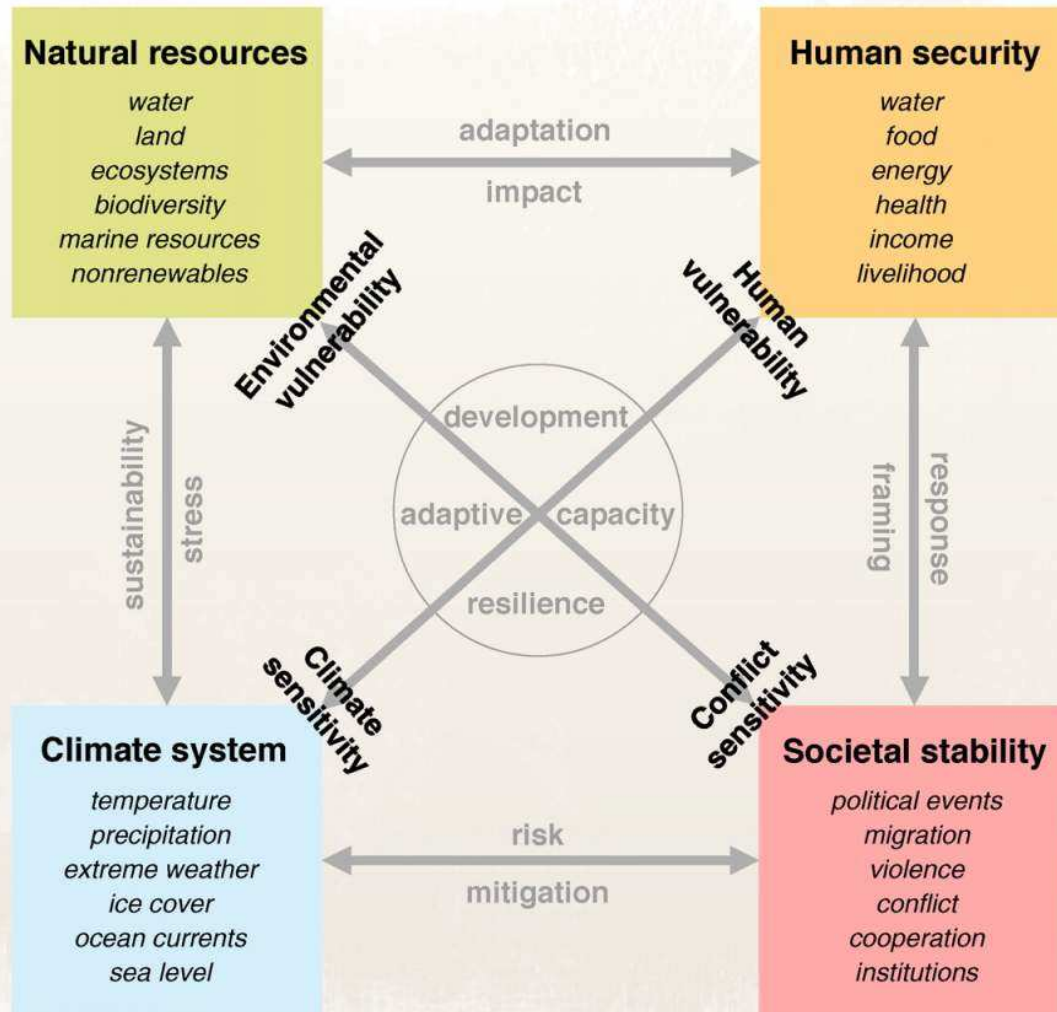 Natural resources
water
land
ecosystems
biodiversity
marine resources
nonrenewables
adaptation
impact
Human security
water
food
energy
health
income
livelihood
Environmental
vulnerability
Human
vulnerability
sustainability
stress
development
adaptive capacity
resilience
framing
response
Climate
sensitivity
Conflict
sensitivity
Climate system
temperature
precipitation
extreme weather
ice cover
ocean currents
sea level
risk
mitigation
Societal stability
political events
migration
violence
conflict
cooperation
institutions